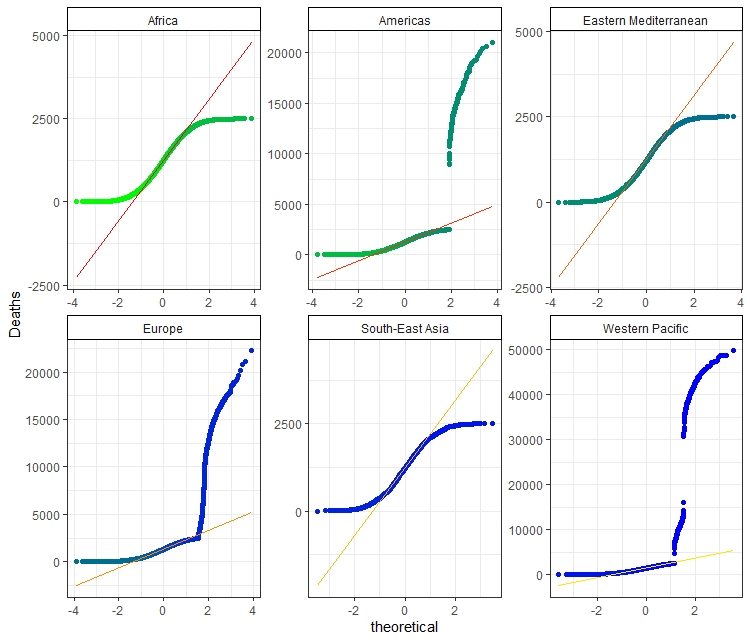 Africa
Americas
Eastern Mediterranean
5000
2500
0
-2500
20000
15000
10000
5000
0
5000
2500
0
-2500
-4 -2 0 2 4
-4 -2 0 2 4
-4 -2 0 2 4
Deaths
Europe
South-East Asia
Western Pacific
20000
15000
10000
5000
0
2500
0
50000
40000
30000
20000
10000
0
-4 -2 0 2 4
-2 0 2
-2 0 2
theoretical